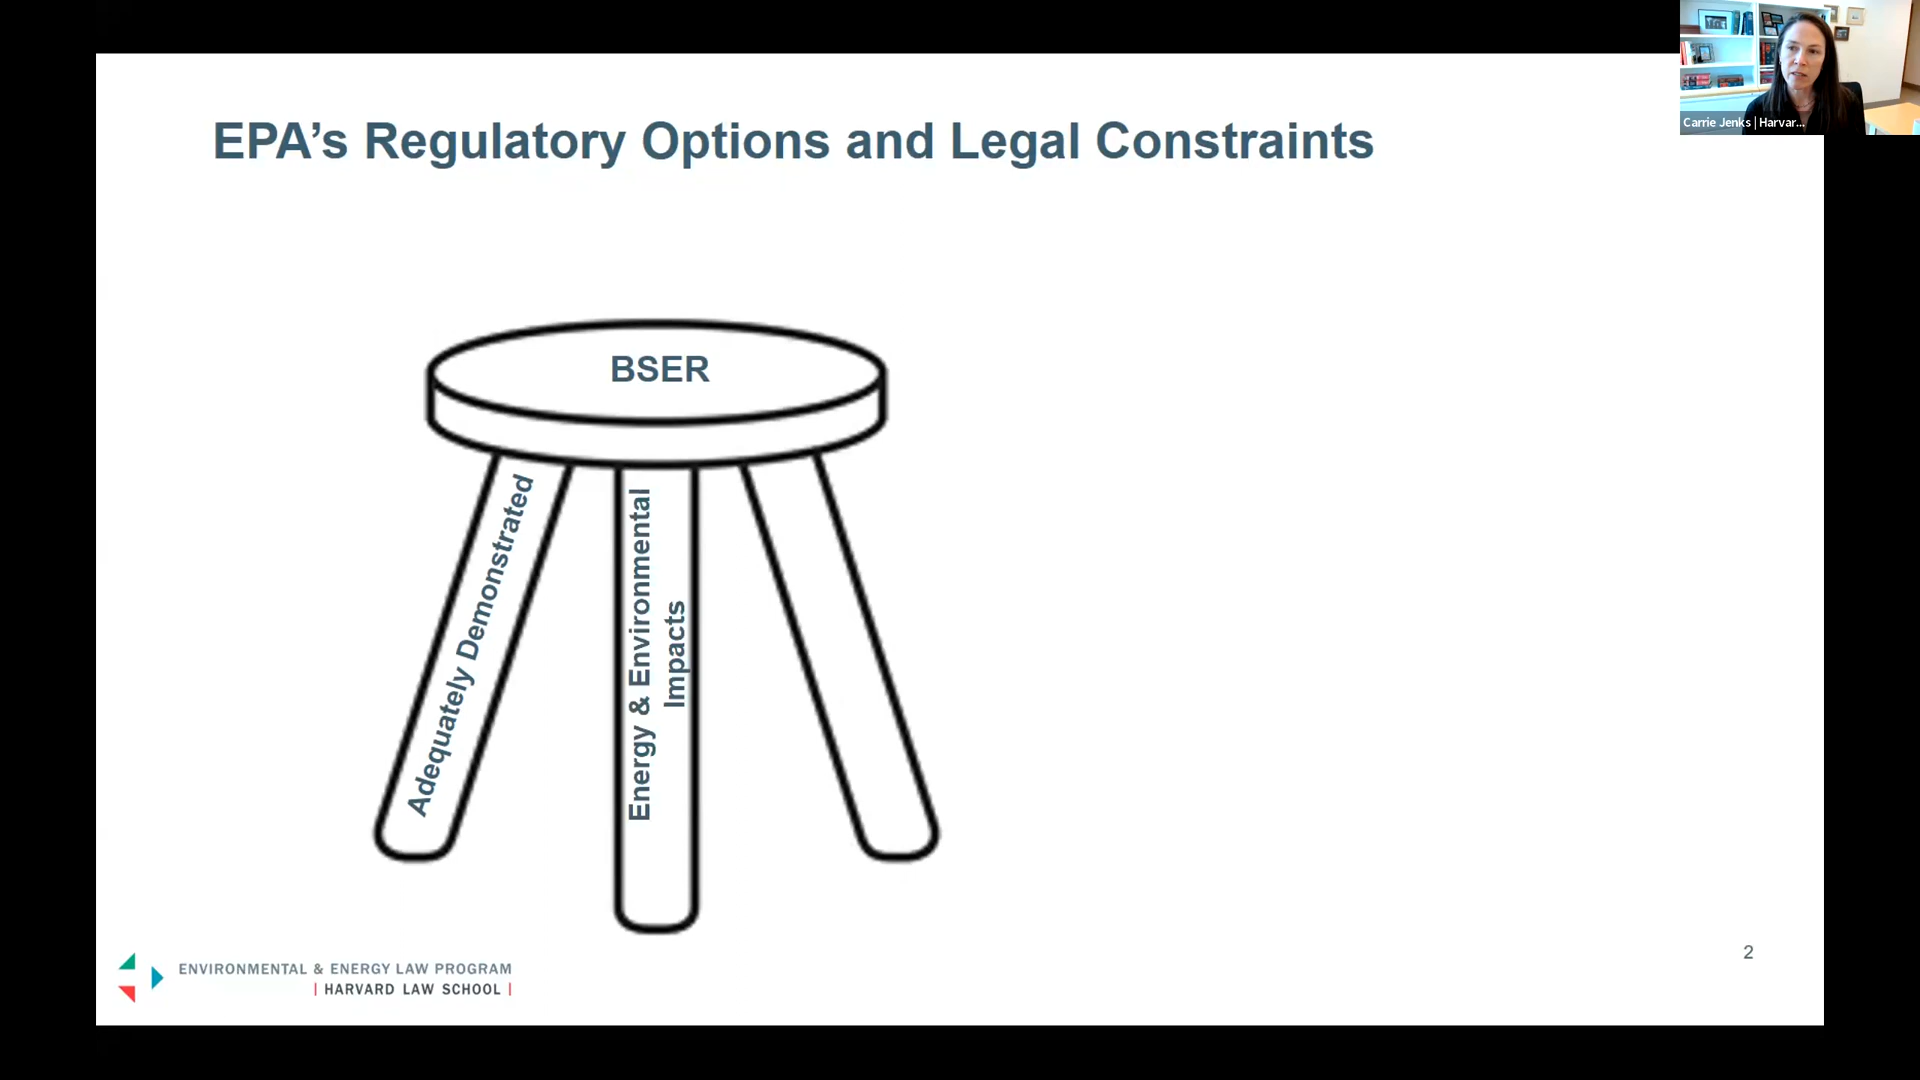 Carrie Jenks | Harvar...
EPA’s Regulatory Options and Legal Constraints
BSER
Adequately Demonstrated
Energy & Environmental
Impacts
ENVIRONMENTAL & ENERGY LAW PROGRAM
| HARVARD LAW SCHOOL |
2